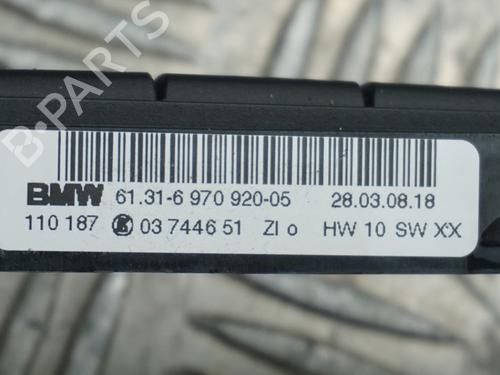 B-PARTS
BMW 61.31-6 970 920-05 28.03.08.18
110 187 03 7446 51 ZI o HW 10 SW XX